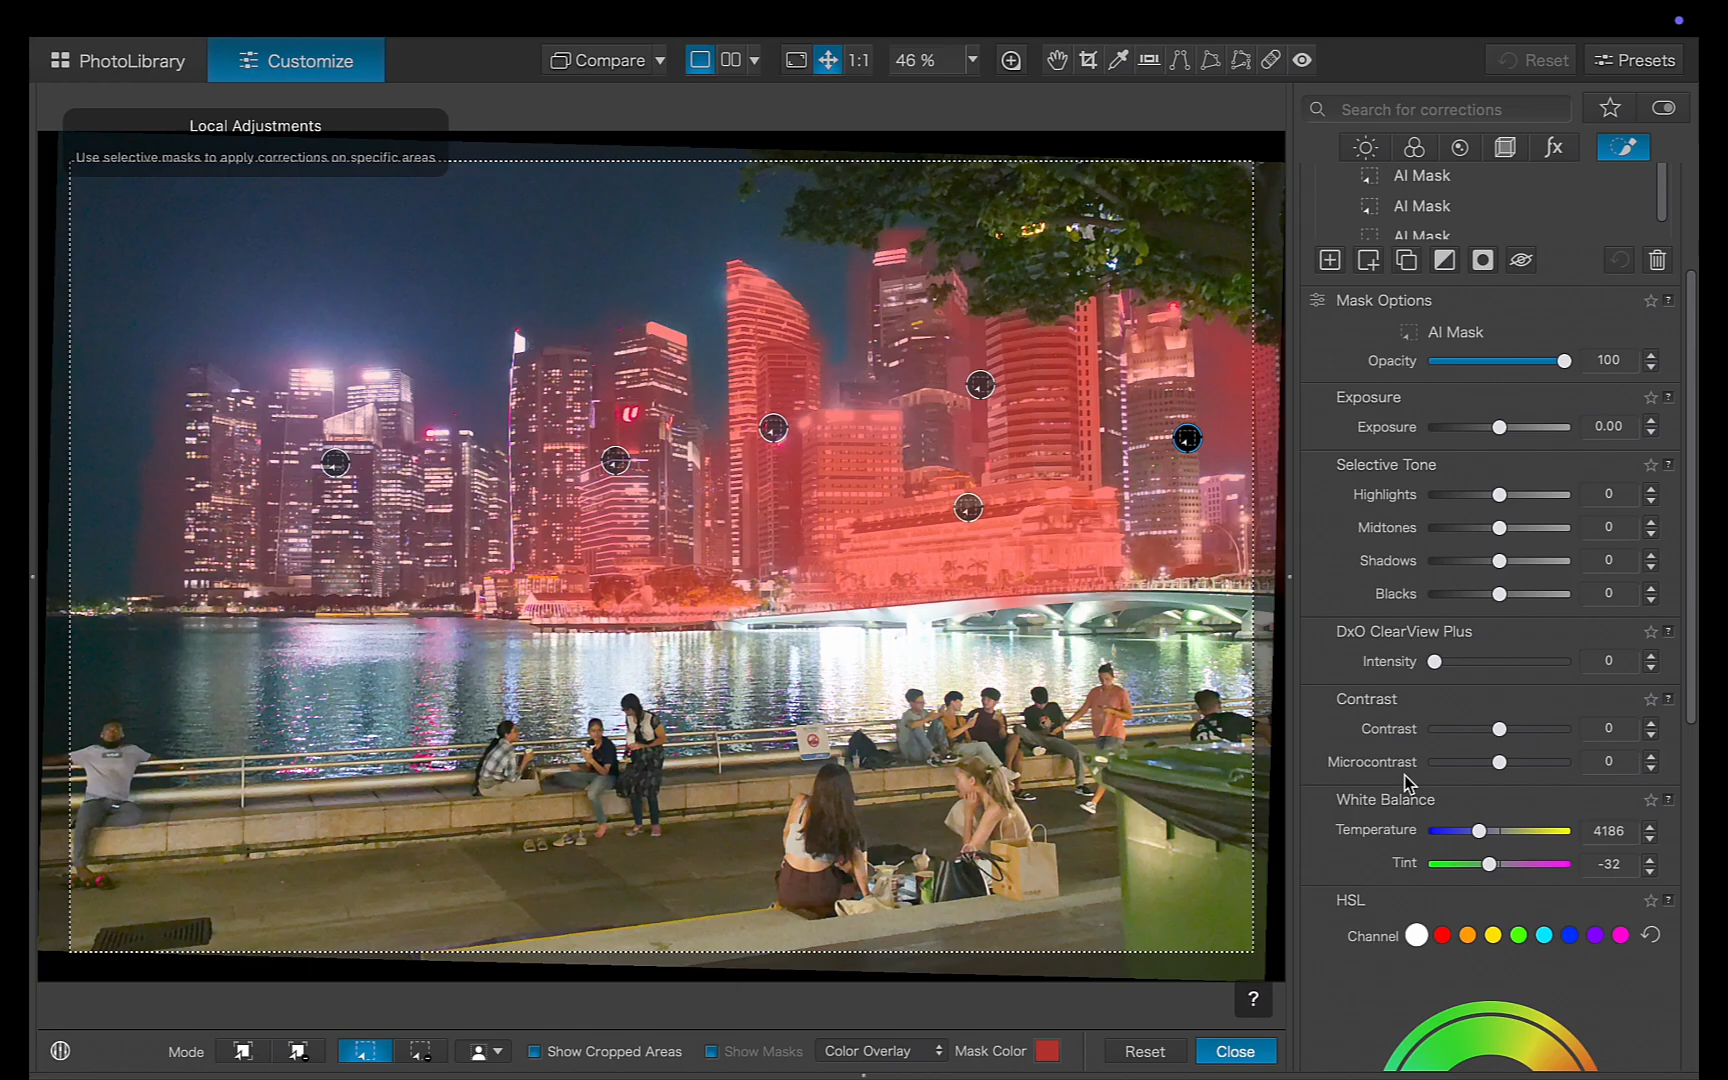 PhotoLibrary
Customize
Compare
1:1
46 %
Reset
Presets
Local Adjustments
Use selective masks to apply corrections on specific areas
Search for corrections
fx
AI Mask
AI Mask
AI Mask
Mask Options
?
AI Mask
Opacity
100
Exposure
?
Exposure
0.00
Selective Tone
?
Highlights
0
Midtones
0
Shadows
0
Blacks
0
DxO ClearView Plus
?
Intensity
0
Contrast
?
Contrast
0
Microcontrast
0
White Balance
?
Temperature
4186
Tint
-32
HSL
?
Channel
?
Mode
Show Cropped Areas
Show Masks
Color Overlay
Mask Color
Reset
Close